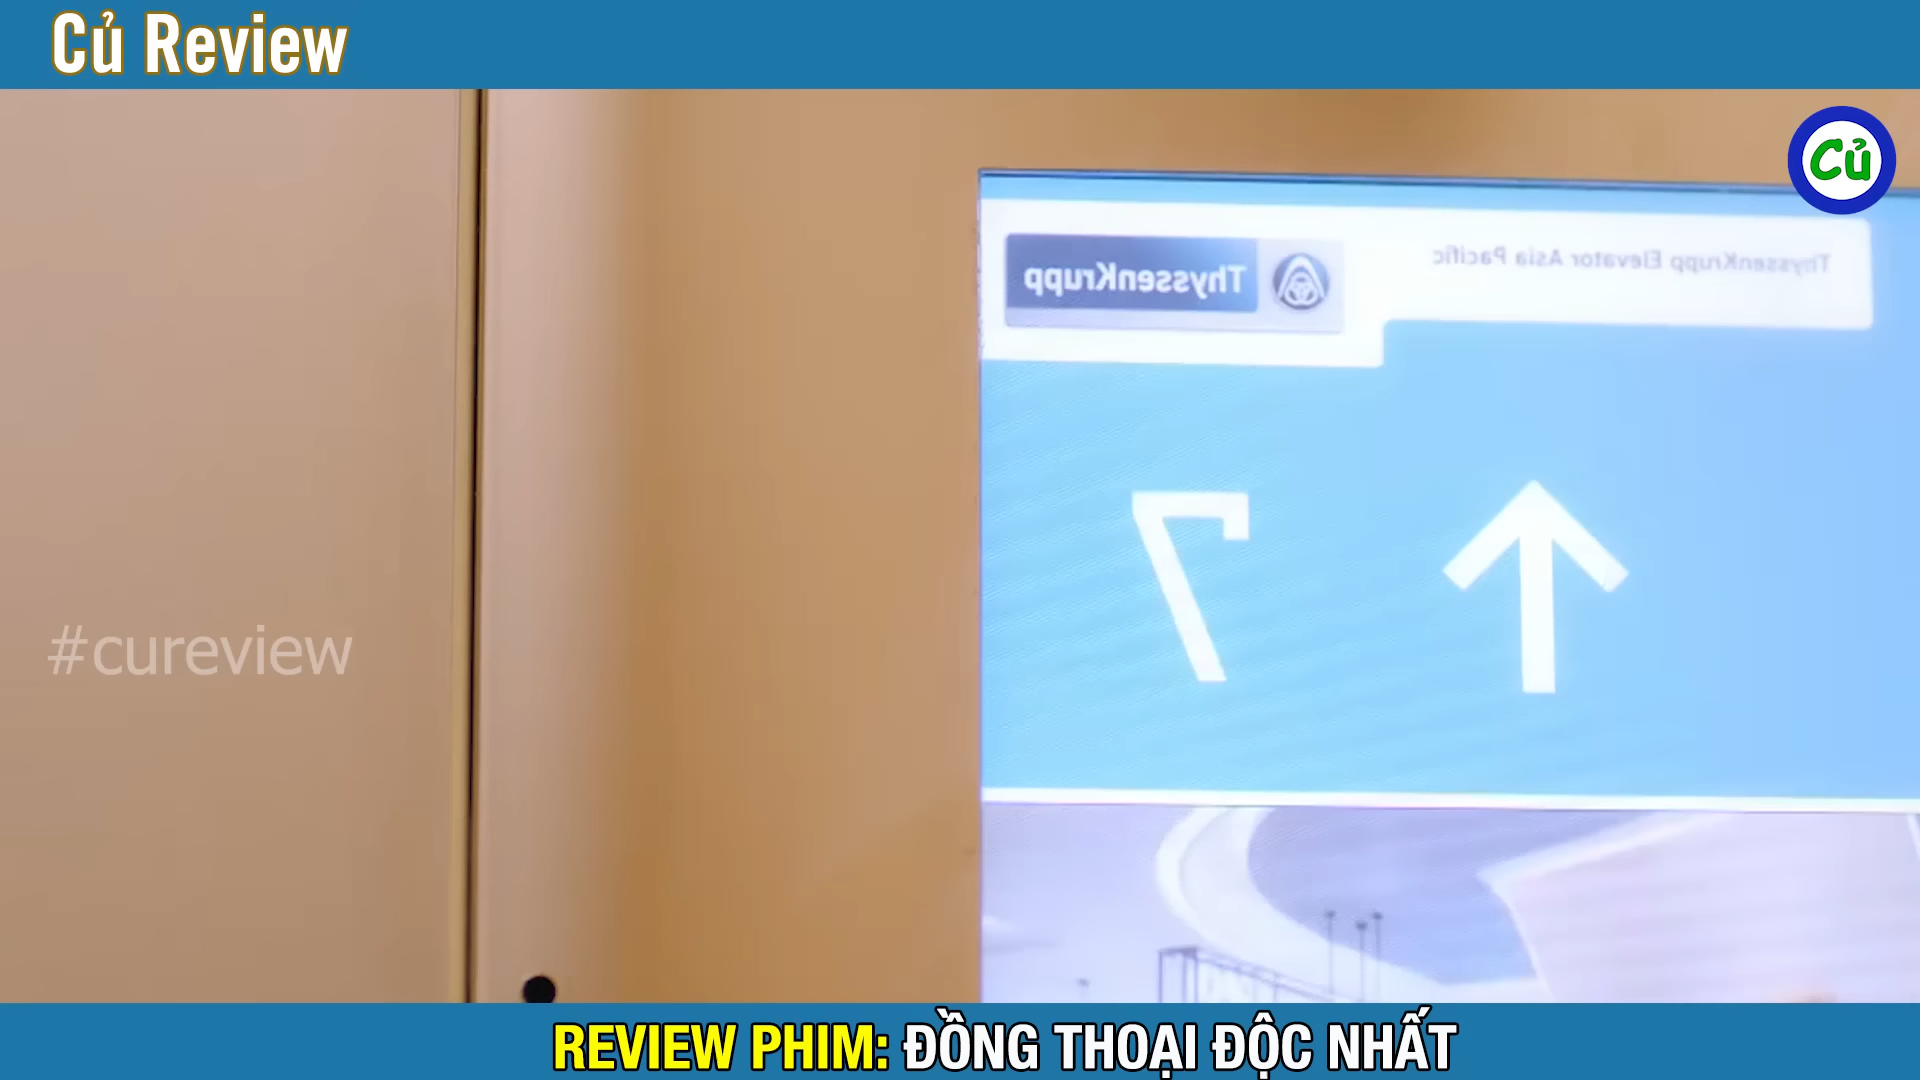 Củ Review
Củ
ThyssenKrupp Elevator Asia Pacific
ThyssenKrupp
7
#cureview
REVIEW PHIM: ĐỒNG THOẠI ĐỘC NHẤT